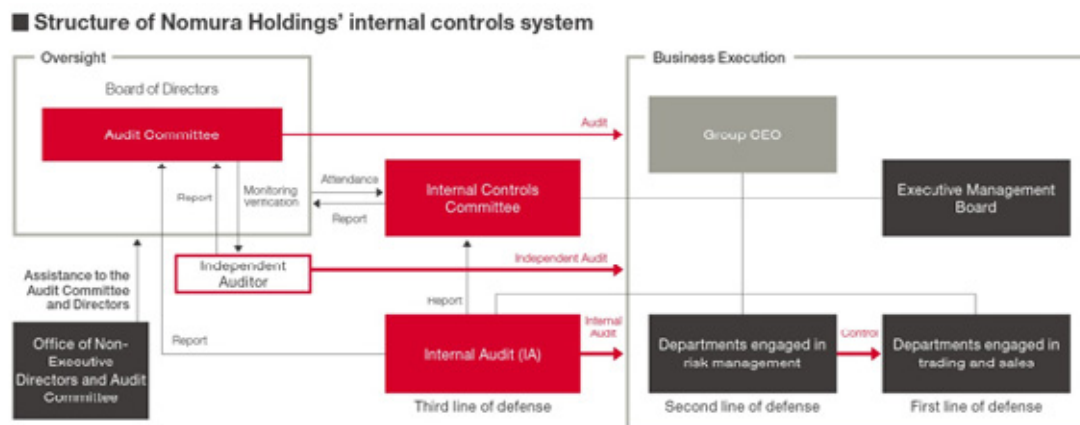 Structure of Nomura Holdings' internal controls system
Oversight
Business Execution
Board of Directors
Audit Committee
Audit
Group CEO
Report
Monitoring
verification
Attendance
Report
Internal Controls
Committee
Executive Management
Board
Independent
Auditor
Independent Audit
Assistance to the
Audit Committee
and Directors
Report
Office of Non-
Executive
Directors and Audit
Committee
Report
Internal Audit (IA)
Internal
Audit
Departments engaged in
risk management
Control
Departments engaged in
trading and sales
Third line of defense
Second line of defense
First line of defense